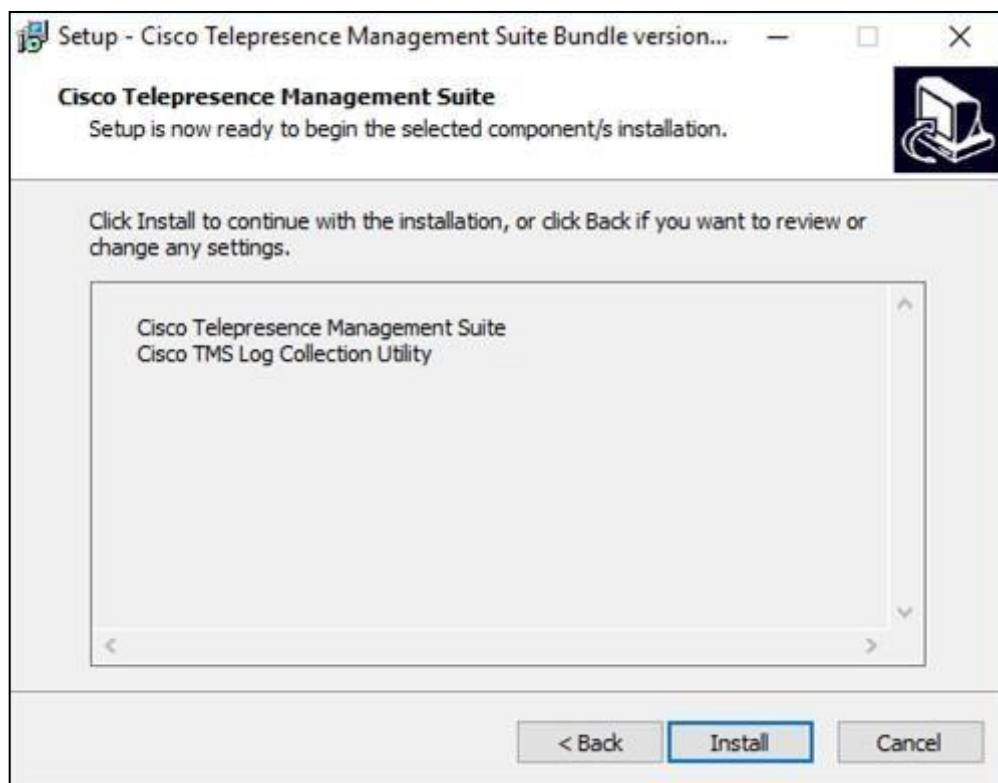 Setup - Cisco Telepresence Management Suite Bundle version...
Cisco Telepresence Management Suite
Setup is now ready to begin the selected component/s installation.
Click Install to continue with the installation, or click Back if you want to review or
change any settings.
Cisco Telepresence Management Suite
Cisco TMS Log Collection Utility
< Back
Install
Cancel